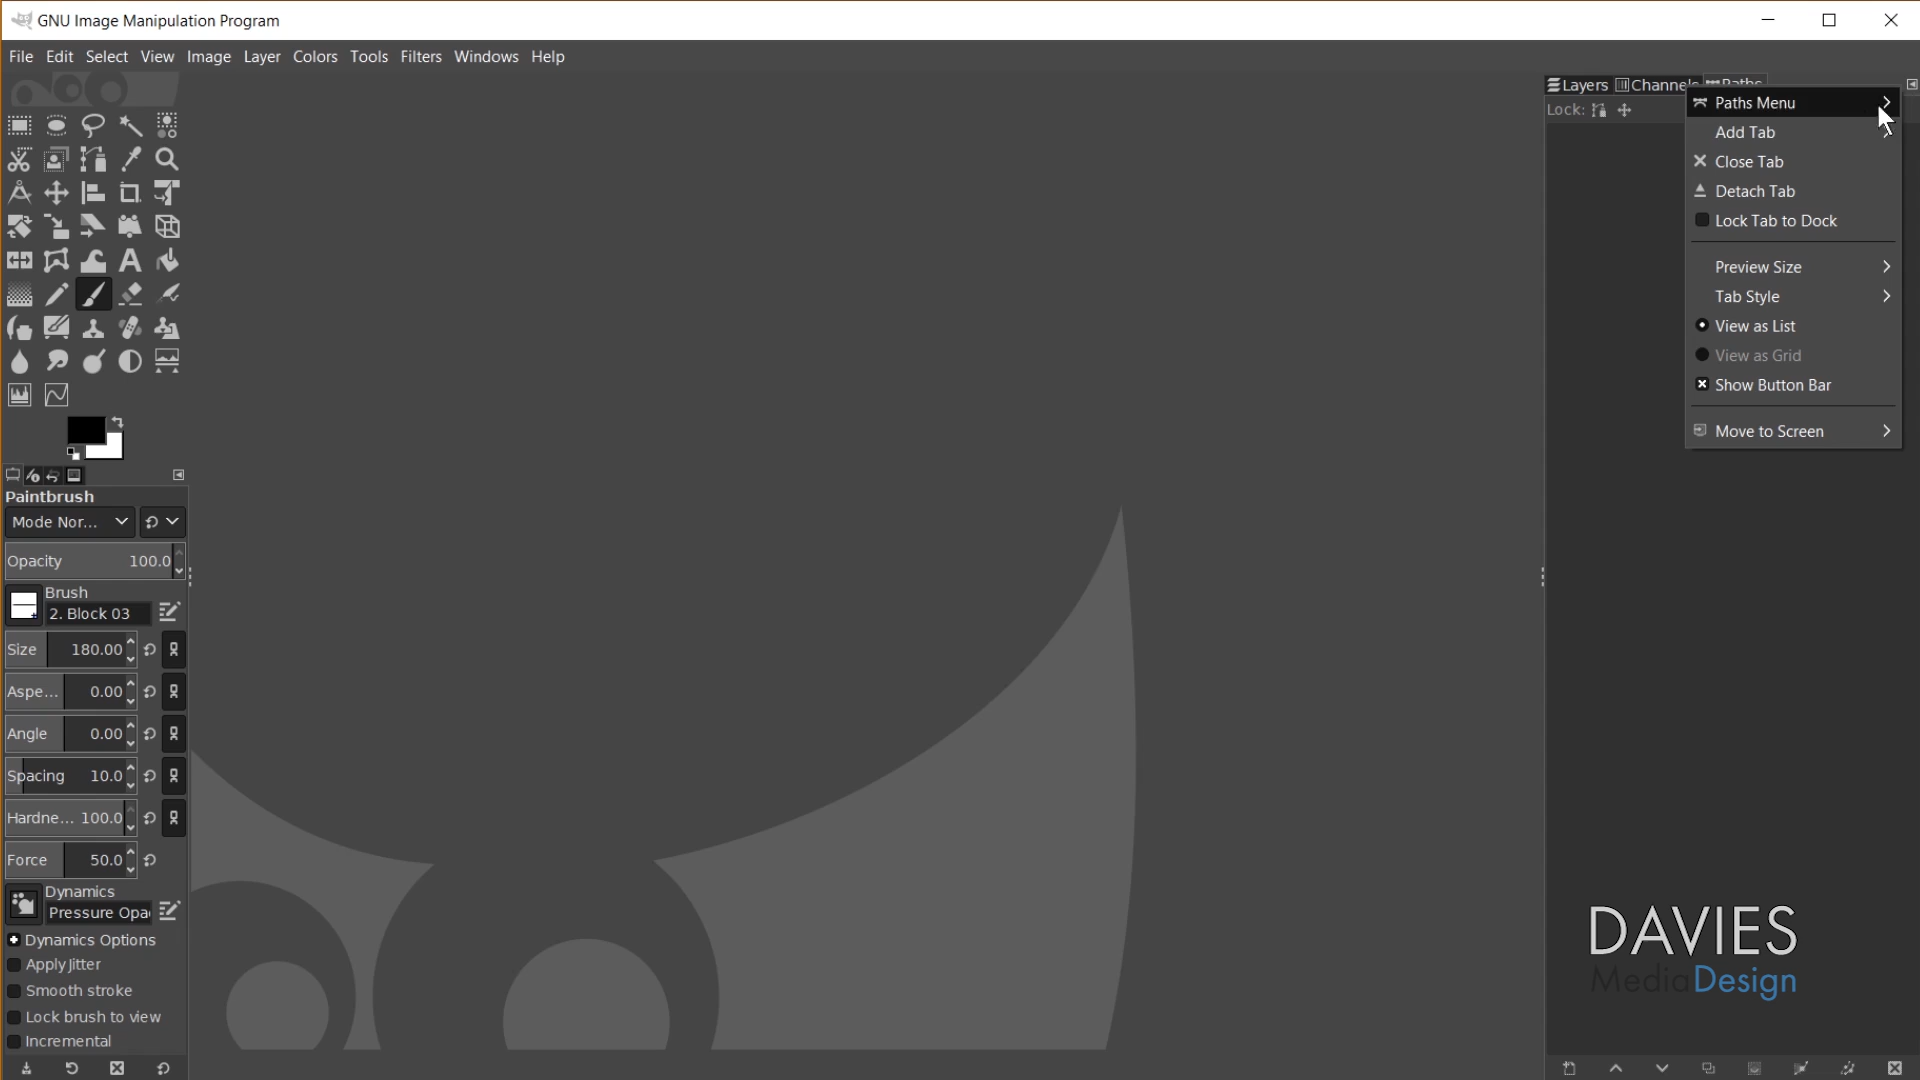 GNU Image Manipulation Program
File Edit Select View Image Layer Colors Tools Filters Windows Help
Layers Channels Paths
Lock:
Paths Menu
Add Tab
Close Tab
Detach Tab
Lock Tab to Dock
Preview Size
Tab Style
View as List
View as Grid
Show Button Bar
Move to Screen
Paintbrush
Mode Nor...
Opacity 100.0
Brush
2. Block 03
Size 180.00
Aspe... 0.00
Angle 0.00
Spacing 10.0
Hardne... 100.0
Force 50.0
Dynamics
Pressure Opa
Dynamics Options
Apply Jitter
Smooth stroke
Lock brush to view
Incremental
DAVIES
MediaDesign